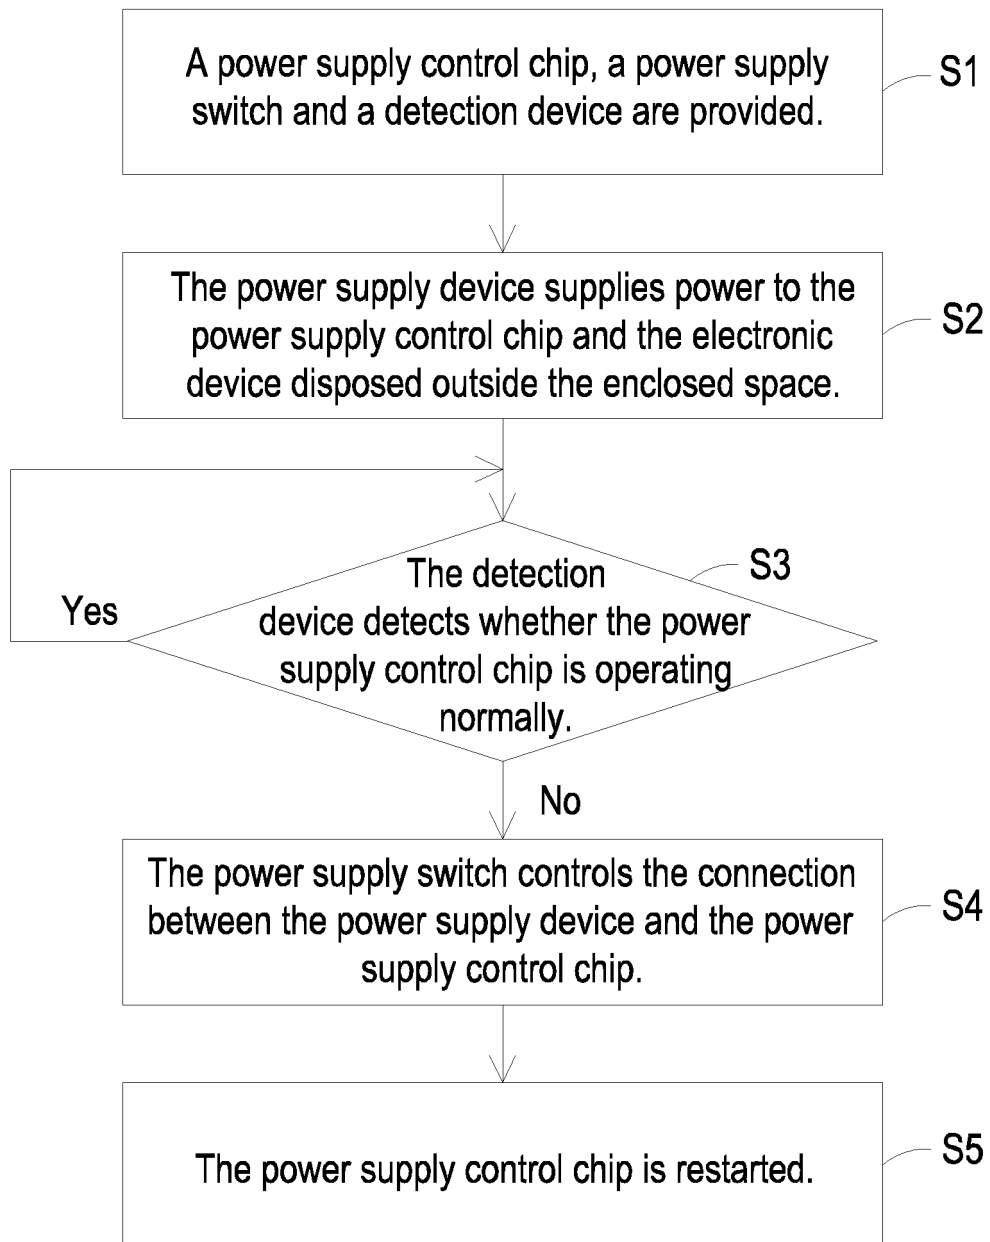 A power supply control chip, a power supply
switch and a detection device are provided.
S1
The power supply device supplies power to the
power supply control chip and the electronic
device disposed outside the enclosed space.
S2
The detection
device detects whether the power
supply control chip is operating
normally.
S3
Yes
No
The power supply switch controls the connection
between the power supply device and the power
supply control chip.
S4
The power supply control chip is restarted.
S5